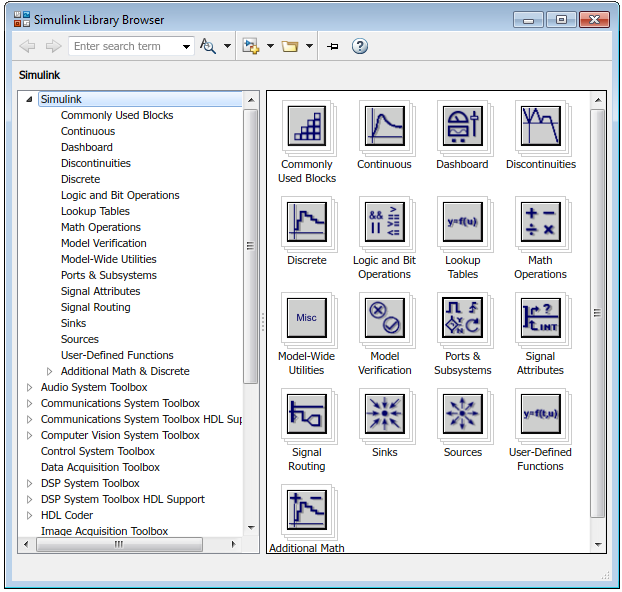 Simulink Library Browser
Enter search term
Simulink
Simulink
Commonly Used Blocks
Continuous
Dashboard
Discontinuities
Discrete
Logic and Bit Operations
Lookup Tables
Math Operations
Model Verification
Model-Wide Utilities
Ports & Subsystems
Signal Attributes
Signal Routing
Sinks
Sources
User-Defined Functions
Additional Math & Discrete
Audio System Toolbox
Communications System Toolbox
Communications System Toolbox HDL Sup
Computer Vision System Toolbox
Control System Toolbox
Data Acquisition Toolbox
DSP System Toolbox
DSP System Toolbox HDL Support
HDL Coder
Image Acquisition Toolbox
Commonly
Used Blocks
Continuous
Dashboard
Discontinuities
Discrete
&& >
|| >=
==
<=
Logic and Bit
Operations
y=f(u)
Lookup
Tables
+ −
÷ ×
Math
Operations
Misc
Model-Wide
Utilities
Model
Verification
Y
N
Ports &
Subsystems
?
T. INT
Signal
Attributes
Signal
Routing
Sinks
Sources
y=f(t,u)
User-Defined
Functions
+ −
Additional Math